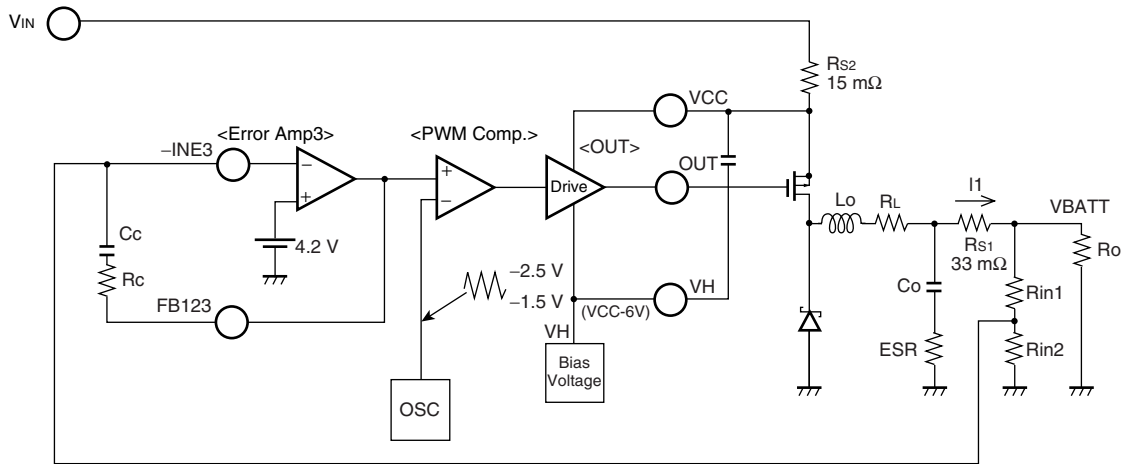 VIN
RS2
15 mΩ
VCC
<Error Amp3>
<PWM Comp.>
<OUT>
−INE3
OUT
−
+
+
−
Drive
I1
Lo
RL
VBATT
Cc
4.2 V
RS1
33 mΩ
Ro
Rc
−2.5 V
−1.5 V
VH
Co
Rin1
FB123
(VCC-6V)
VH
ESR
Rin2
Bias
Voltage
OSC